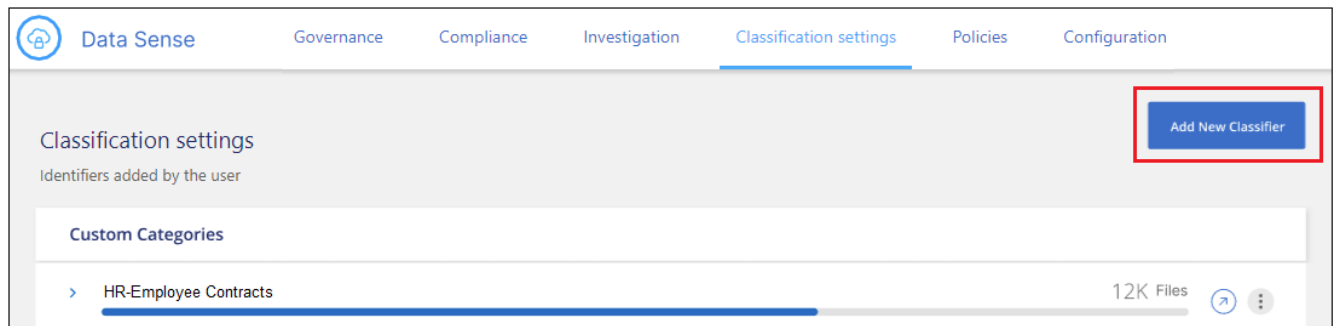 Data Sense Governance Compliance Investigation Classification settings Policies Configuration
Add New Classifier
Classification settings
Identifiers added by the user
Custom Categories
HR-Employee Contracts 12K Files